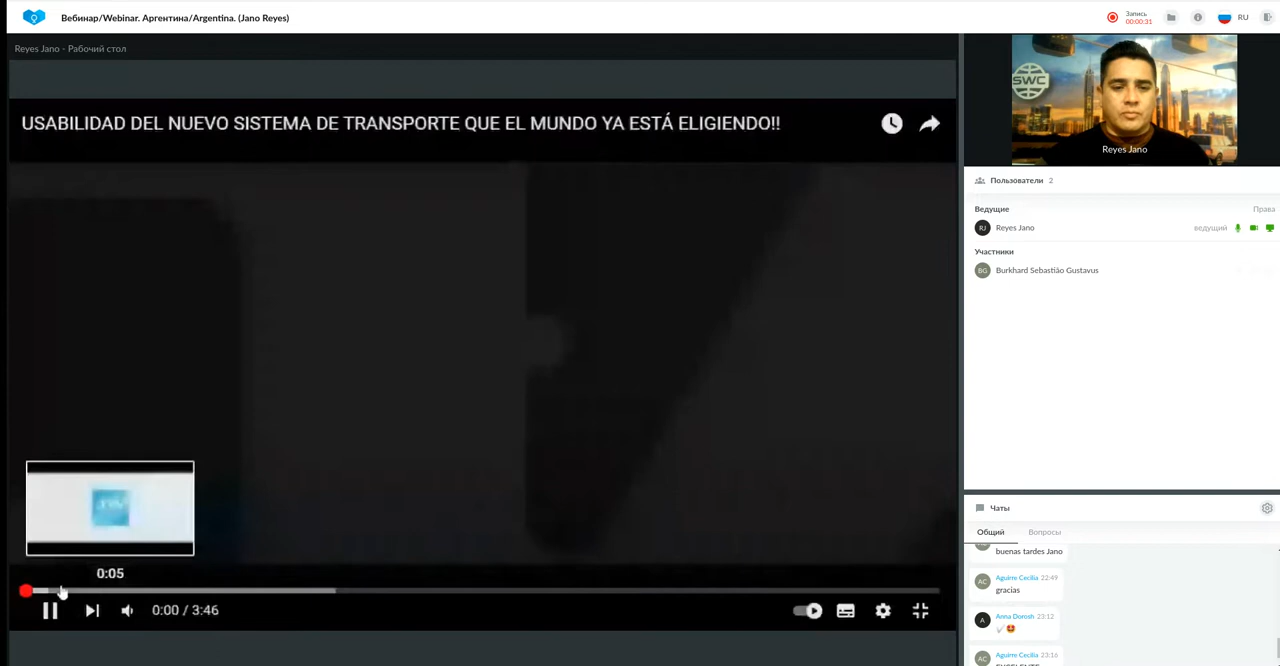 Вебинар/Webinar. Аргентина/Argentina. (Jano Reyes)
Запись
00:00:31
RU
Reyes Jano - Рабочий стол
USABILIDAD DEL NUEVO SISTEMA DE TRANSPORTE QUE EL MUNDO YA ESTÁ ELIGIENDO!!
SWC
Reyes Jano
Пользователи 2
Ведущие
Права
RJ
Reyes Jano
ведущий
Участники
BG
Burkhard Sebastião Gustavus
Чаты
Общий
Вопросы
buenas tardes Jano
AC
Aguirre Cecilia 22:49
gracias
A
Anna Dorosh 23:12
AC
Aguirre Cecilia 23:16
0:05
0:00 / 3:46